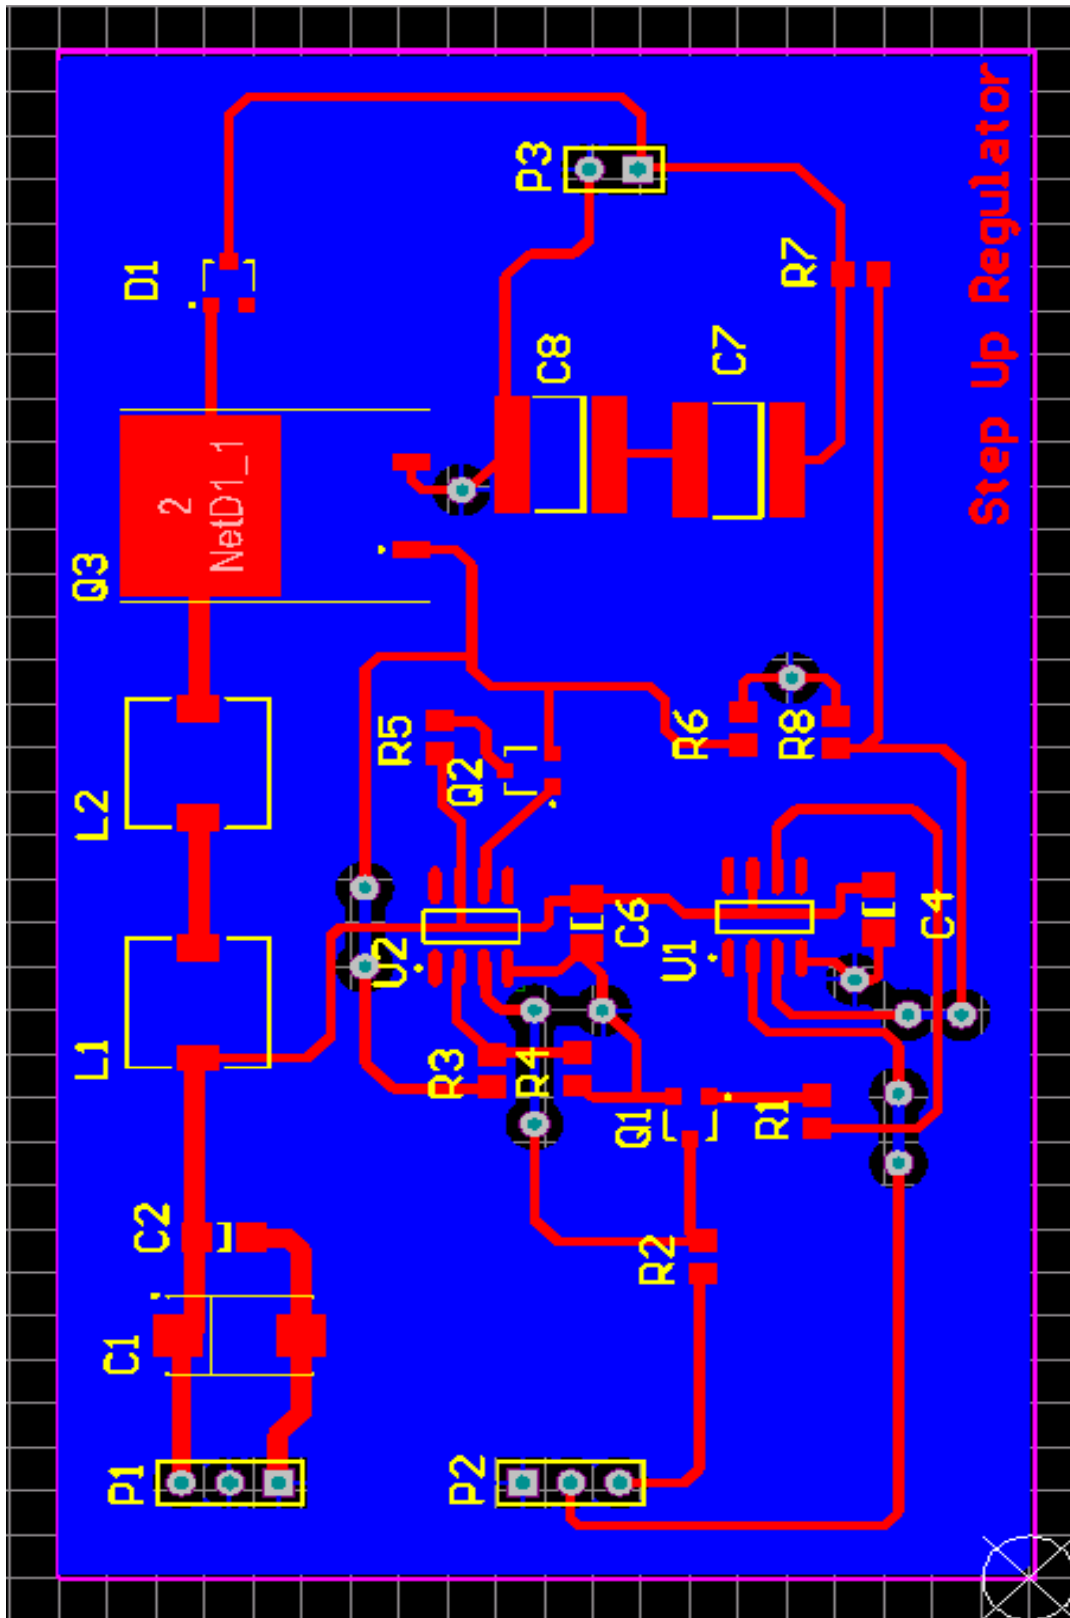 Step Up Regulator
P3
D1
R7
C8
C7
2
NetD1_1
Q3
R5
Q2
R6
R8
L2
U2
C6
U1
C4
L1
R3
R4
Q1
R1
C2
R2
C1
P1
P2